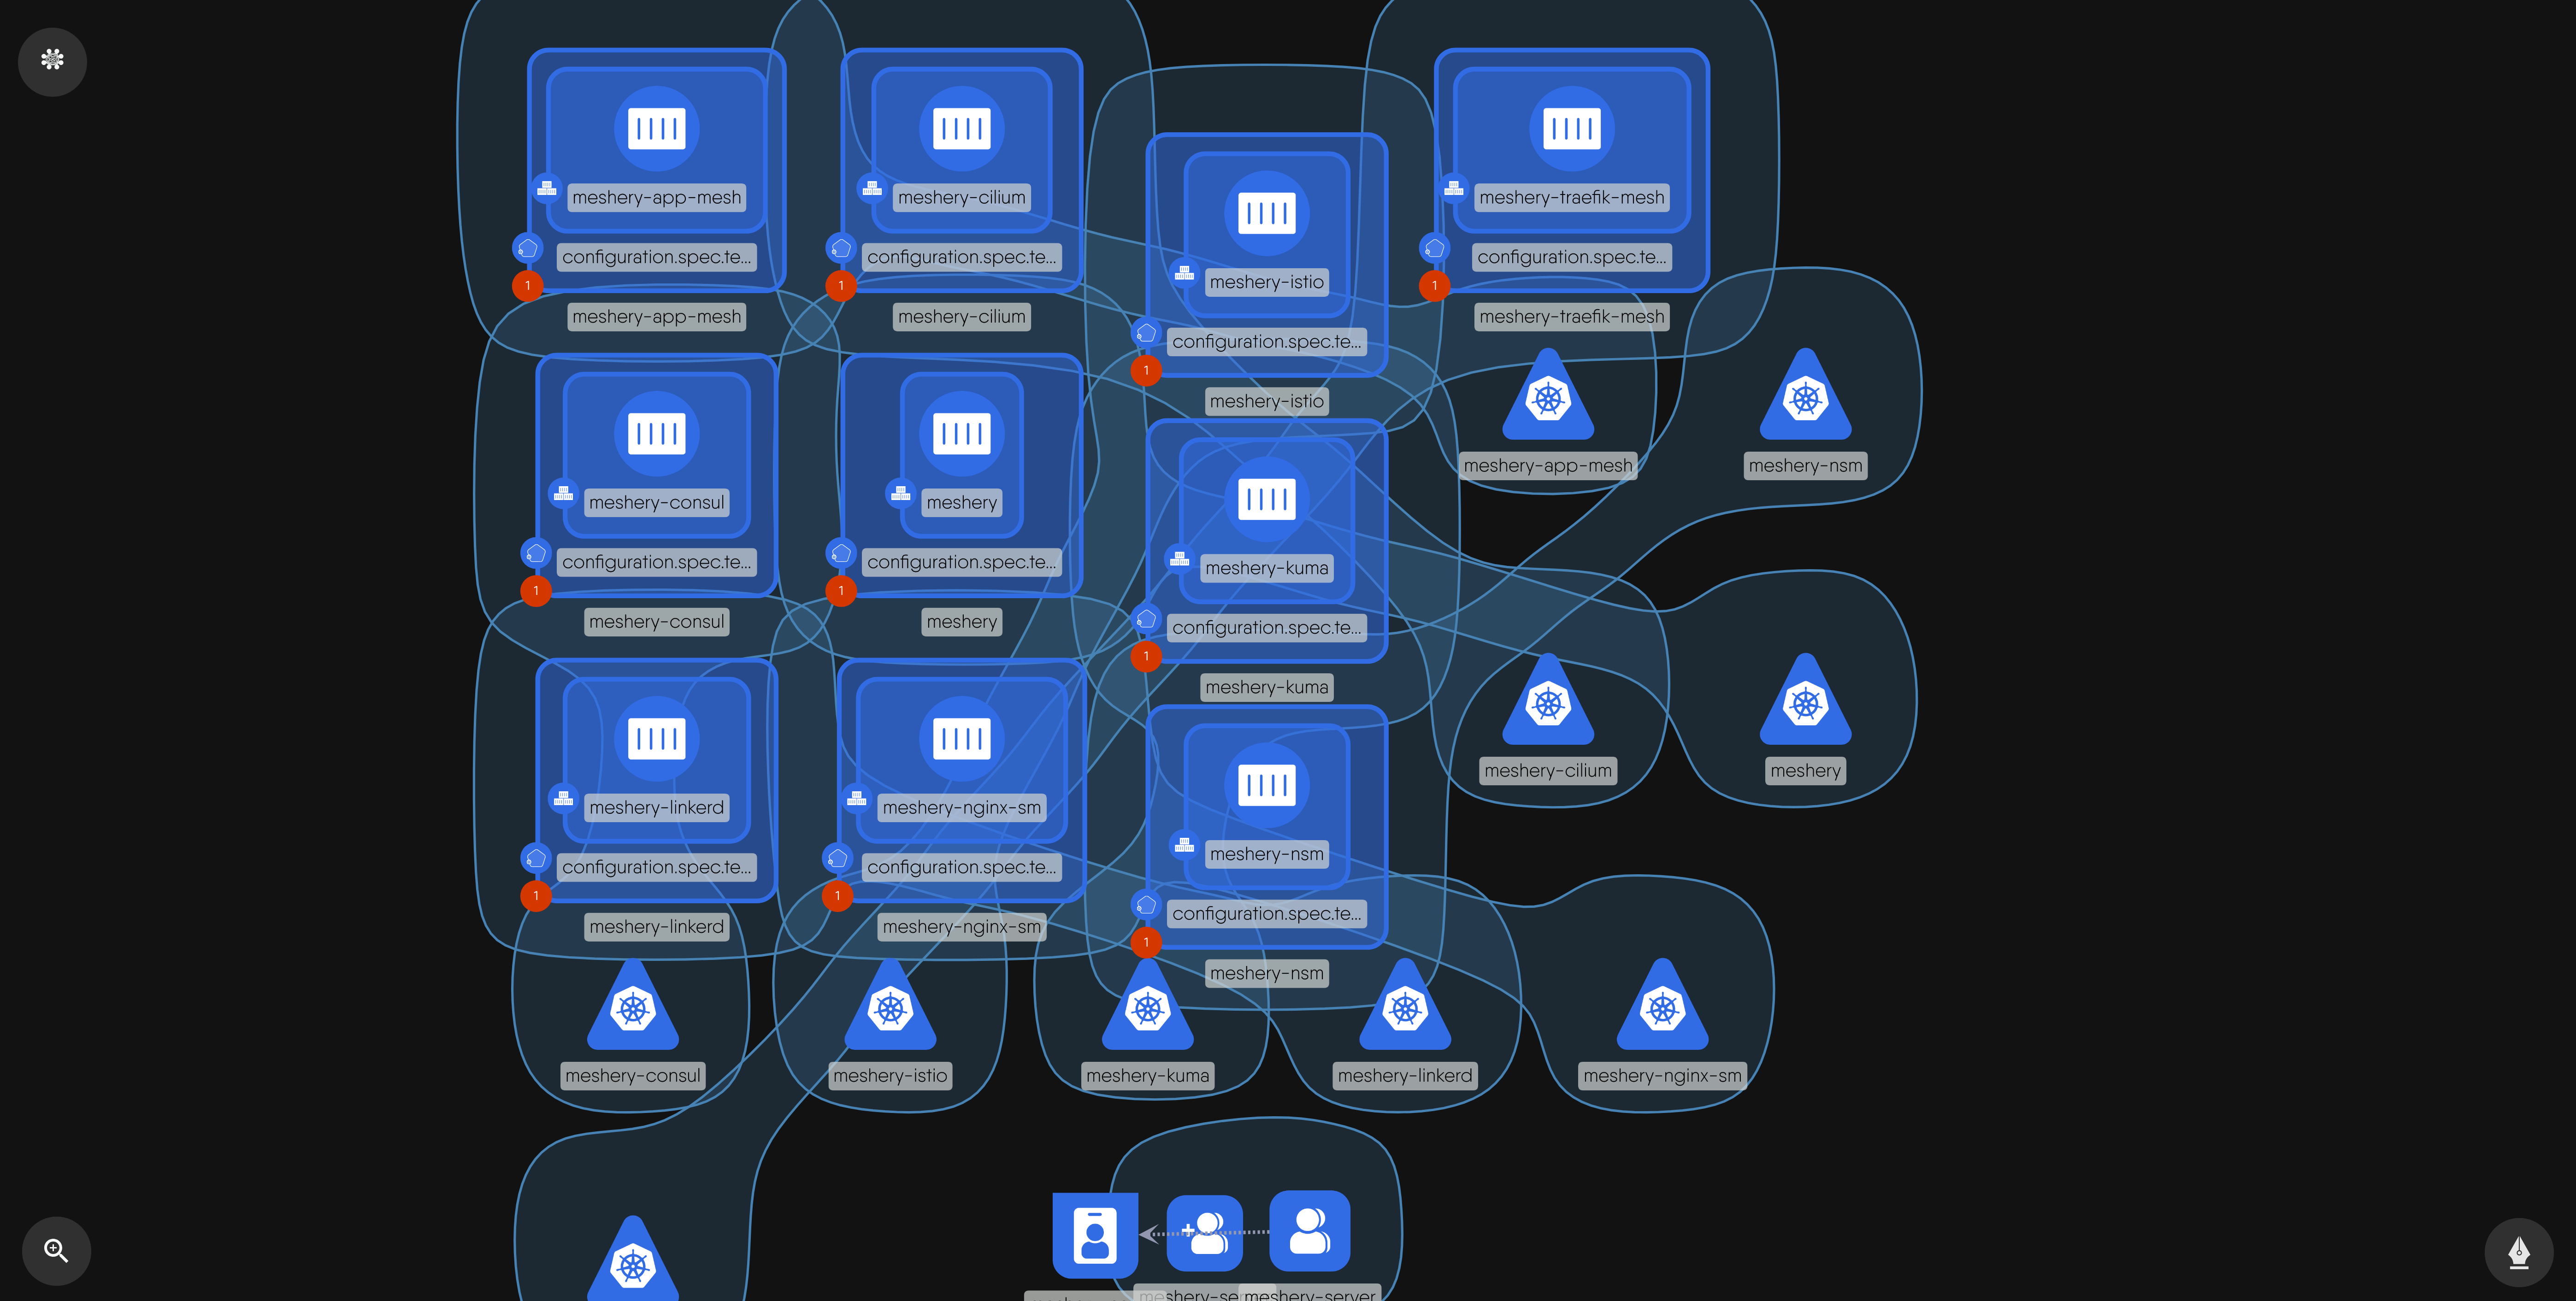 meshery-app-mesh
configuration.spec.te...
1
meshery-app-mesh
meshery-cilium
configuration.spec.te...
1
meshery-cilium
meshery-istio
configuration.spec.te...
1
meshery-istio
meshery-traefik-mesh
configuration.spec.te...
1
meshery-traefik-mesh
meshery-app-mesh
meshery-nsm
meshery-consul
configuration.spec.te...
1
meshery-consul
meshery
configuration.spec.te...
1
meshery
meshery-kuma
configuration.spec.te...
1
meshery-kuma
meshery-cilium
meshery
meshery-linkerd
configuration.spec.te...
1
meshery-linkerd
meshery-nginx-sm
configuration.spec.te...
1
meshery-nginx-sm
meshery-nsm
configuration.spec.te...
1
meshery-nsm
meshery-consul
meshery-istio
meshery-kuma
meshery-linkerd
meshery-nginx-sm
meshery-server